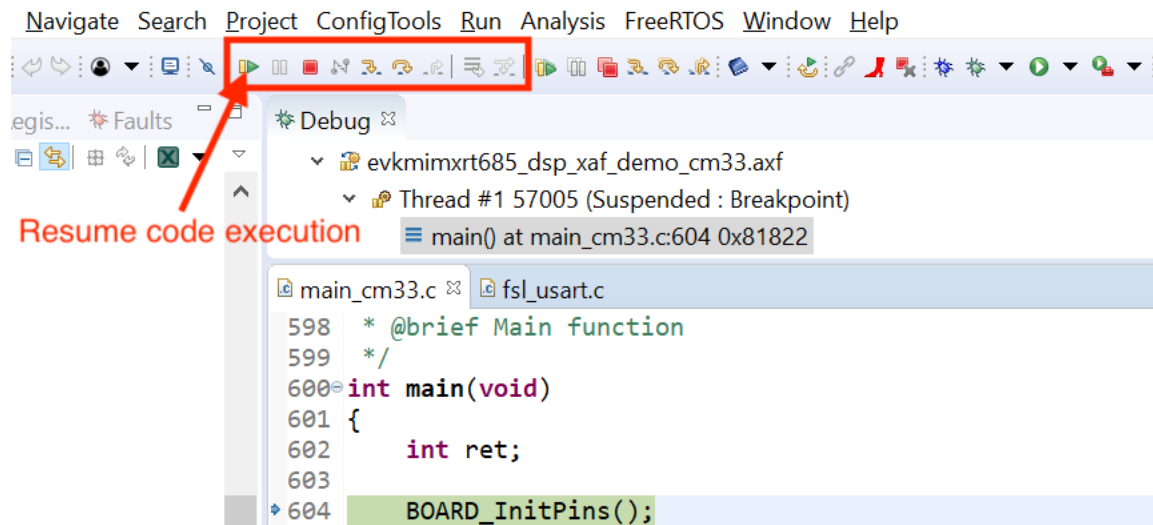 Navigate Search Project ConfigTools Run Analysis FreeRTOS Window Help
egis... Faults
Debug
evkmimxrt685_dsp_xaf_demo_cm33.axf
Thread #1 57005 (Suspended : Breakpoint)
main() at main_cm33.c:604 0x81822
Resume code execution
main_cm33.c fsl_usart.c
598 * @brief Main function
599 */
600 int main(void)
601 {
602 int ret;
603
604 BOARD_InitPins();